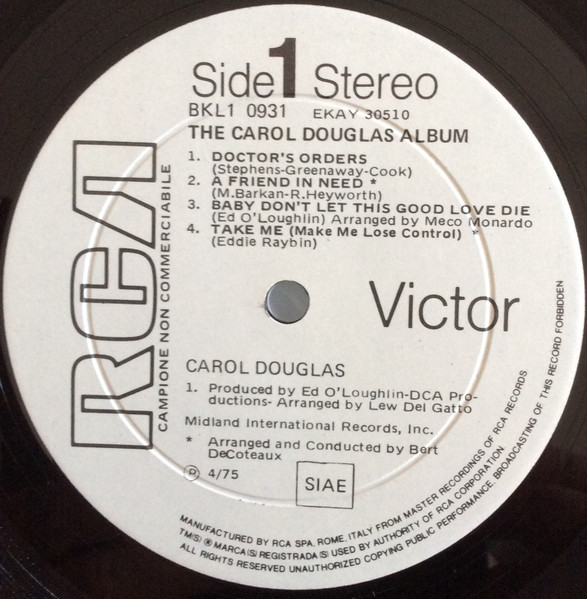 Side 1 Stereo
BKL1 0931 EKAY 30510
THE CAROL DOUGLAS ALBUM
1. DOCTOR'S ORDERS
(Stephens-Greenaway-Cook)
2. A FRIEND IN NEED *
(M.Barkan-R.Heyworth)
3. BABY DON'T LET THIS GOOD LOVE DIE
(Ed O'Loughlin) Arranged by Meco Monardo
4. TAKE ME (Make Me Lose Control) *
(Eddie Raybin)
RCA
CAMPIONE NON COMMERCIABILE
Victor
CAROL DOUGLAS
1. Produced by Ed O'Loughlin-DCA Pro-
ductions- Arranged by Lew Del Gatto
Midland International Records, Inc.
* Arranged and Conducted by Bert
DeCoteaux
Ⓟ 4/75
SIAE
MANUFACTURED BY RCA SPA. ROME. ITALY FROM MASTER RECORDINGS OF RCA RECORDS
TM(S) ® MARCA(S) REGISTRADA(S) USED BY AUTHORITY OF RCA CORPORATION.
ALL RIGHTS RESERVED UNAUTHORIZED COPYING PUBLIC PERFORMANCE. BROADCASTING OF THIS RECORD FORBIDDEN